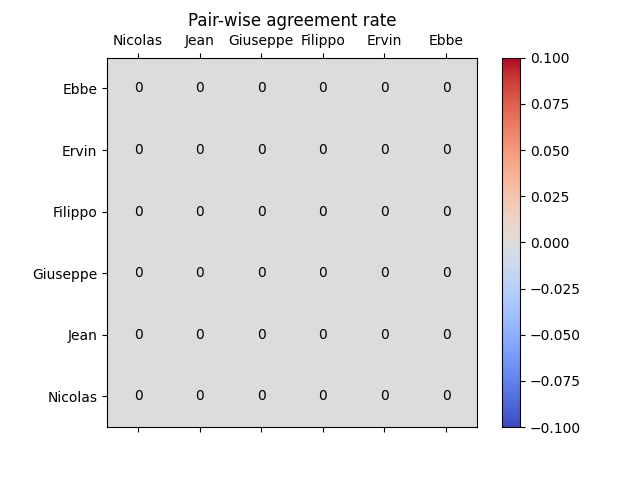 Pair-wise agreement rate
Nicolas Jean Giuseppe Filippo Ervin Ebbe
Ebbe 0 0 0 0 0 0
Ervin 0 0 0 0 0 0
Filippo 0 0 0 0 0 0
Giuseppe 0 0 0 0 0 0
Jean 0 0 0 0 0 0
Nicolas 0 0 0 0 0 0
0.100
0.075
0.050
0.025
0.000
−0.025
−0.050
−0.075
−0.100